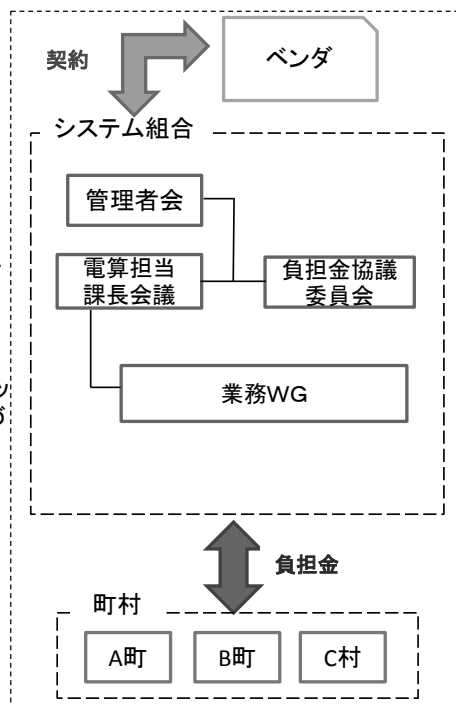 契約
ベンダ
システム組合
管理者会
電算担当
課長会議
負担金協議
委員会
業務WG
負担金
町村
A町
B町
C村